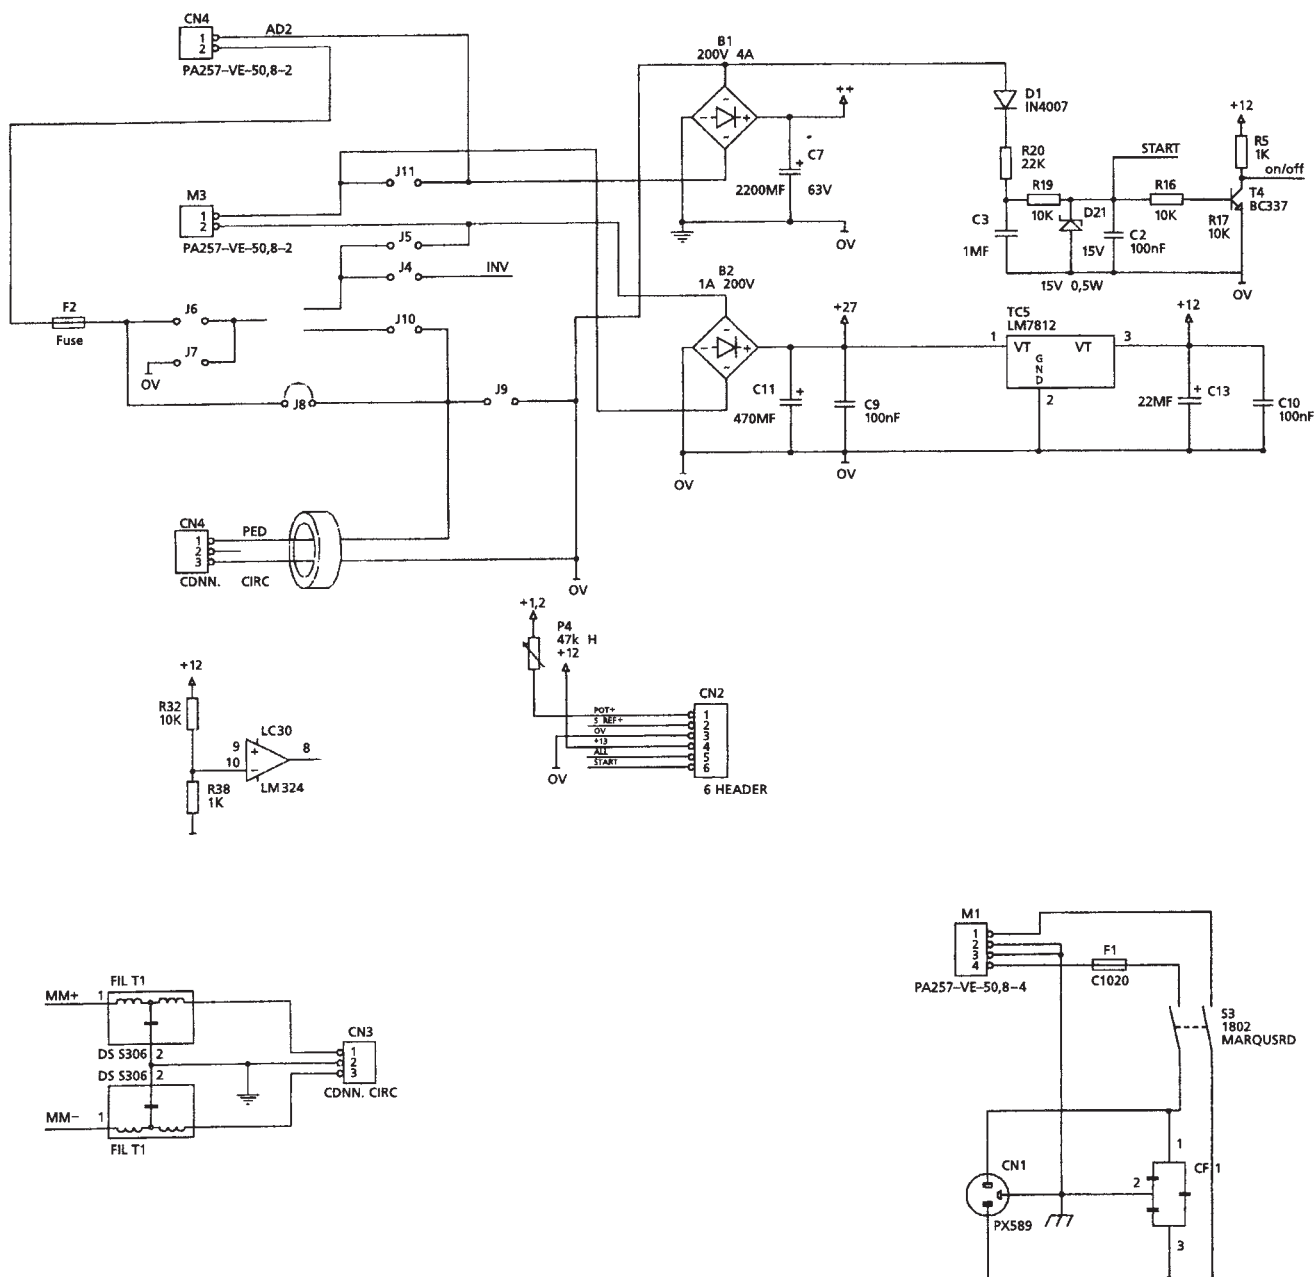 CN4
1
2
AD2
PA257-VE-50,8-2
B1
200V 4A
~
- +
~
++
C7
+
2200MF 63V
0V
D1
IN4007
R20
22K
+12
R5
1K
START
on/off
R19
10K
R16
10K
T4
BC337
R17
10K
D21
15V
C3
1MF
C2
100nF
15V 0,5W
0V
J11
M3
1
2
PA257-VE-50,8-2
J5
J4
INV
F2
Fuse
J6
J7
0V
J10
J8
J9
B2
1A 200V
~
- +
~
+27
C11
+
470MF
C9
100nF
0V
0V
TC5
LM7812
1
VT VT
GND
3
2
+12
22MF
+
C13
C10
100nF
CN4
1
2
3
PED
CDNN. CIRC
0V
+1,2
P4
47k H
+12
CN2
POT+ 1
S REF+ 2
0V 3
+13 4
ALL 5
START 6
0V
6 HEADER
+12
R32
10K
LC30
9
+
10
-
8
LM324
R38
1K
M1
1
2
3
4
PA257-VE-50,8-4
F1
C1020
S3
1802
MARQUSRD
FIL T1
MM+ 1
DS S306 2
DS S306 2
MM- 1
FIL T1
CN3
1
2
3
CDNN. CIRC
CN1
PX589
1
2
3
CF 1